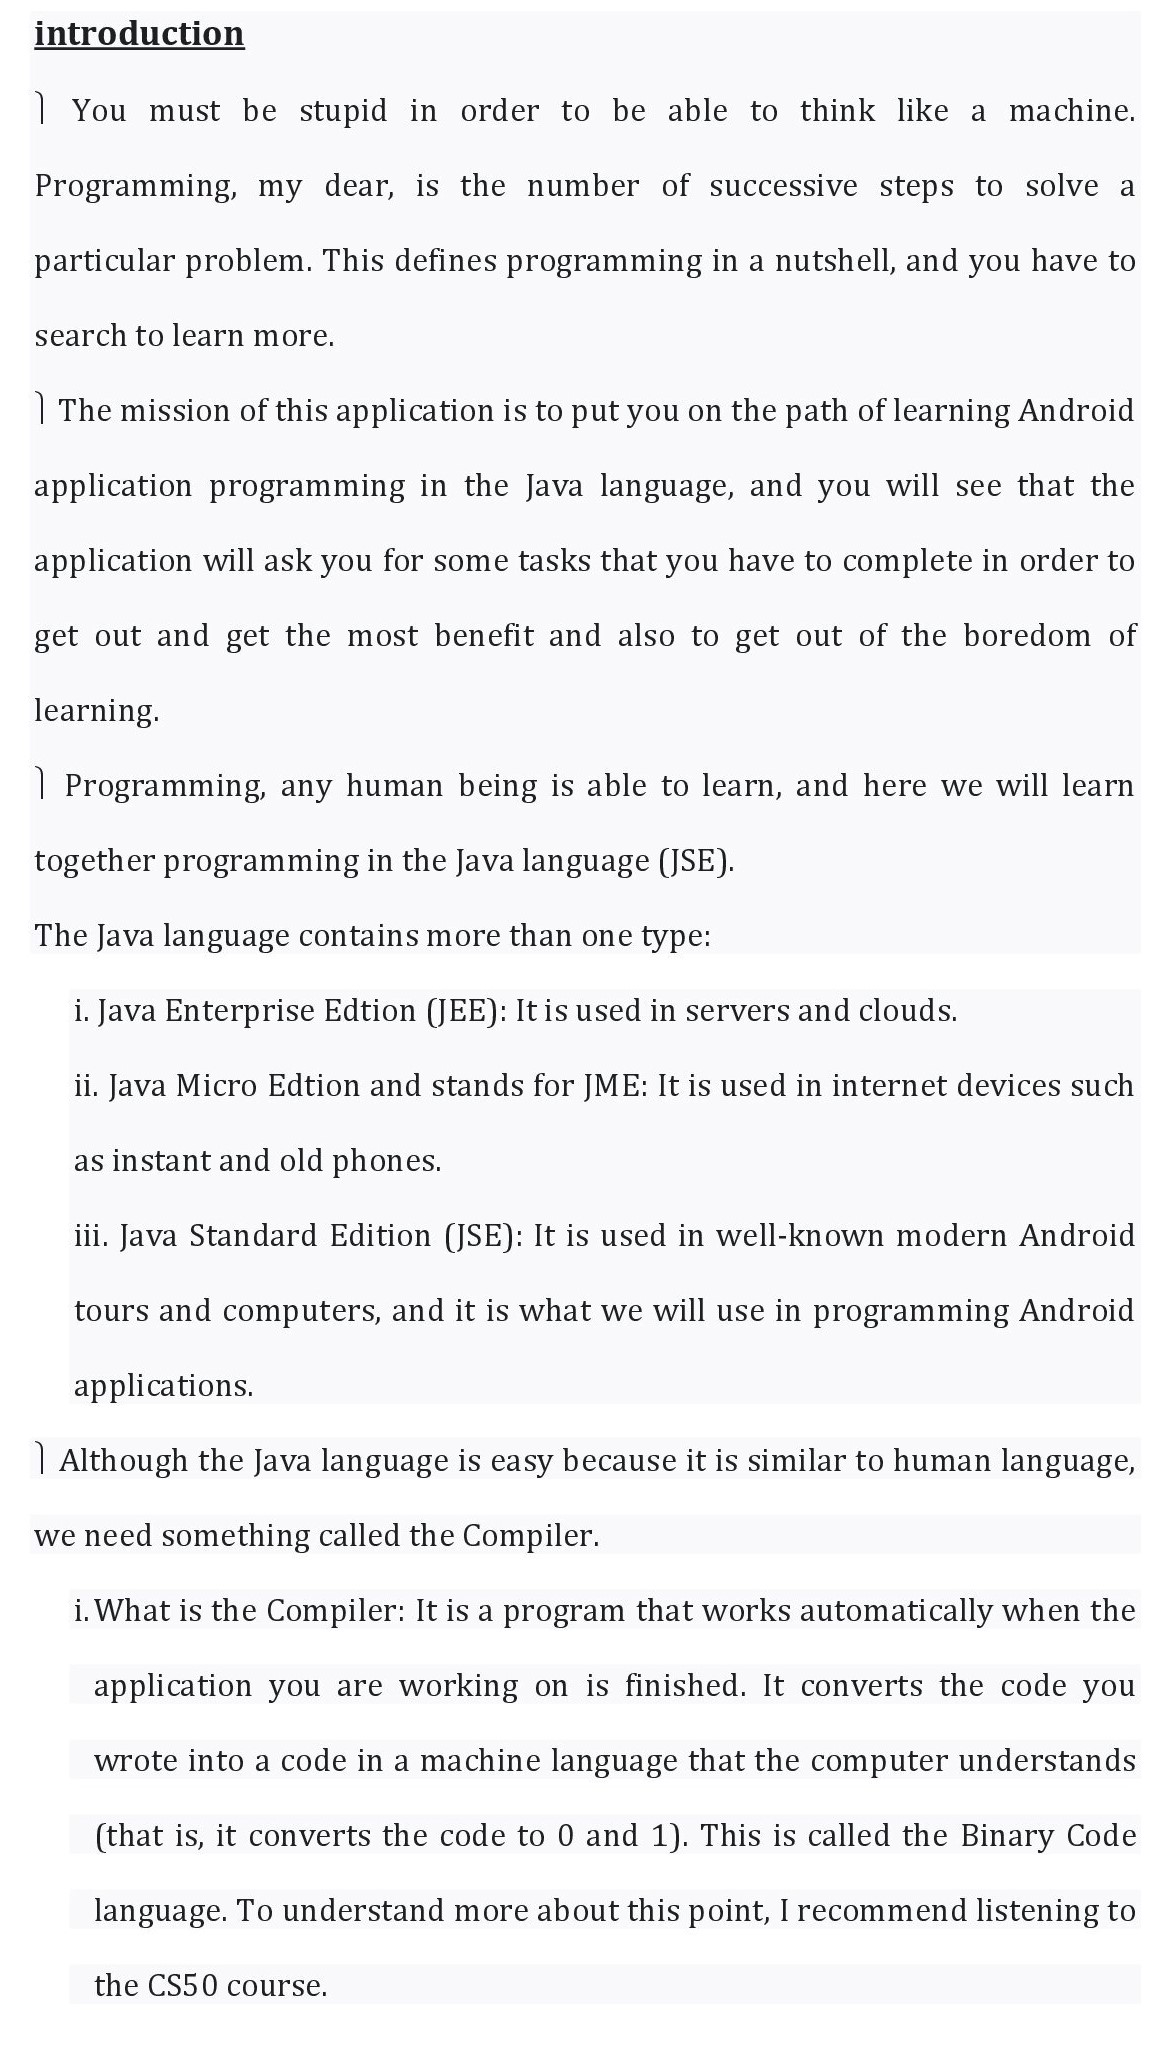 introduction
⎫ You must be stupid in order to be able to think like a machine.
Programming, my dear, is the number of successive steps to solve a
particular problem. This defines programming in a nutshell, and you have to
search to learn more.
⎫ The mission of this application is to put you on the path of learning Android
application programming in the Java language, and you will see that the
application will ask you for some tasks that you have to complete in order to
get out and get the most benefit and also to get out of the boredom of
learning.
⎫ Programming, any human being is able to learn, and here we will learn
together programming in the Java language (JSE).
The Java language contains more than one type:
i. Java Enterprise Edtion (JEE): It is used in servers and clouds.
ii. Java Micro Edtion and stands for JME: It is used in internet devices such
as instant and old phones.
iii. Java Standard Edition (JSE): It is used in well-known modern Android
tours and computers, and it is what we will use in programming Android
applications.
⎫ Although the Java language is easy because it is similar to human language,
we need something called the Compiler.
i. What is the Compiler: It is a program that works automatically when the
application you are working on is finished. It converts the code you
wrote into a code in a machine language that the computer understands
(that is, it converts the code to 0 and 1). This is called the Binary Code
language. To understand more about this point, I recommend listening to
the CS50 course.